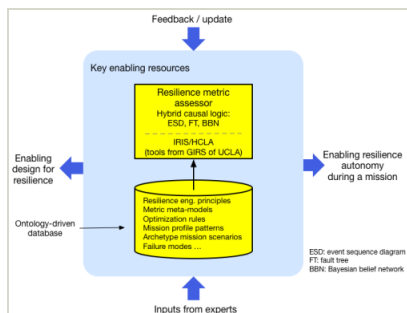 Feedback / update
Key enabling resources
Resilience metric
assessor
Hybrid causal logic:
ESD, FT, BBN
IRIS/HCLA
(tools from GIRS of UCLA)
Enabling
design for
resilience
Enabling resilience
autonomy
during a mission
Resilience eng. principles
Metric meta-models
Optimization rules
Mission profile patterns
Archetype mission scenarios
Failure modes ...
Ontology-driven
database
ESD: event sequence diagram
FT: fault tree
BBN: Bayesian belief network
Inputs from experts